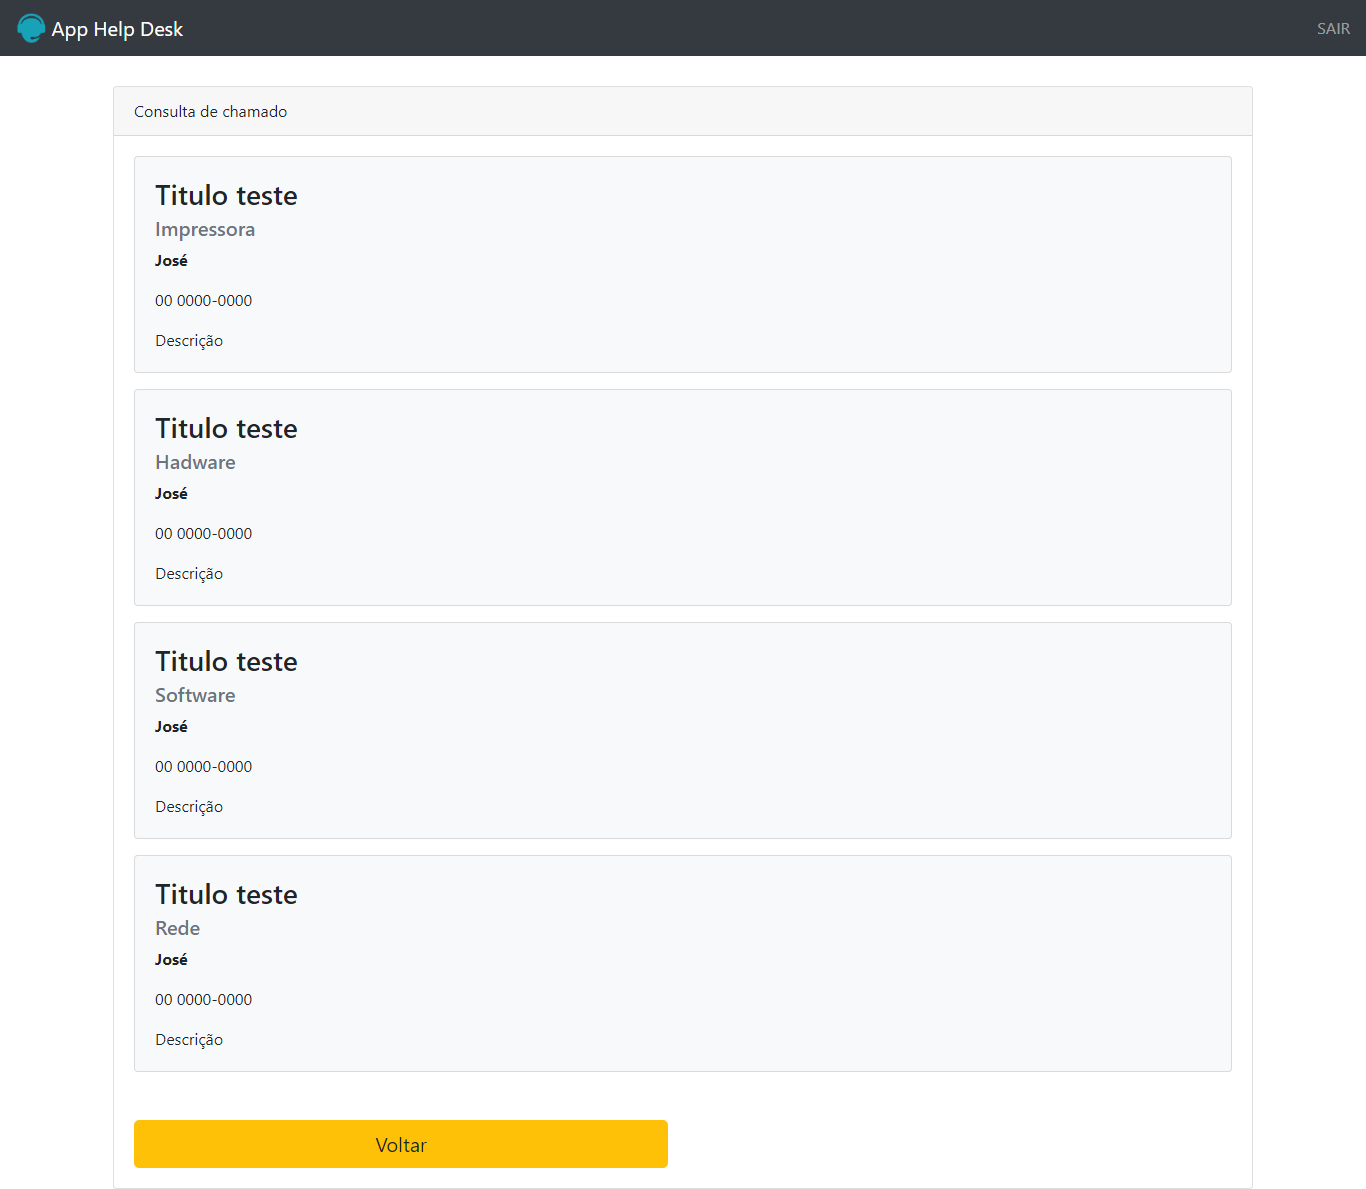 App Help Desk
SAIR
Consulta de chamado
Titulo teste
Impressora
José
00 0000-0000
Descrição
Titulo teste
Hadware
José
00 0000-0000
Descrição
Titulo teste
Software
José
00 0000-0000
Descrição
Titulo teste
Rede
José
00 0000-0000
Descrição
Voltar